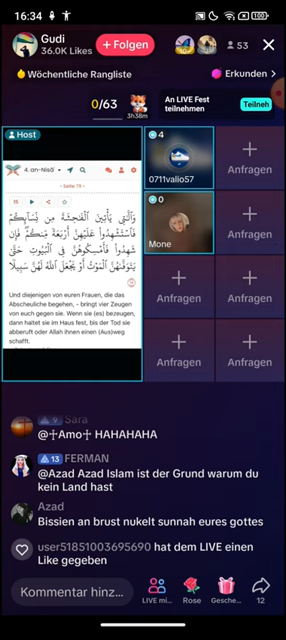 16:34
100
Gudi
36.0K Likes
+ Folgen
53
Wöchentliche Rangliste
Erkunden >
0/63
3h38m
An LIVE Fest
teilnehmen
Teilneh
Host
4. an-Nisāʾ
- Seite 79 -
15
وَٱلَّـٰتِى يَأْتِينَ ٱلْفَـٰحِشَةَ مِن نِّسَآئِكُمْ
فَٱسْتَشْهِدُوا۟ عَلَيْهِنَّ أَرْبَعَةً مِّنكُمْ فَإِن
شَهِدُوا۟ فَأَمْسِكُوهُنَّ فِى ٱلْبُيُوتِ حَتَّىٰ
يَتَوَفَّىٰهُنَّ ٱلْمَوْتُ أَوْ يَجْعَلَ ٱللَّهُ لَهُنَّ سَبِيلًا
Und diejenigen von euren Frauen, die das
Abscheuliche begehen, - bringt vier Zeugen
von euch gegen sie. Wenn sie (es) bezeugen,
dann haltet sie im Haus fest, bis der Tod sie
abberuft oder Allah ihnen einen (Aus)weg
schafft.
4
0711valio57
0
Mone
Anfragen
Anfragen
Anfragen
Anfragen
Anfragen
Anfragen
9 Sara
@♱Amo♱ HAHAHAHA
13 FERMAN
@Azad Azad Islam ist der Grund warum du
kein Land hast
Azad
Bissien an brust nukelt sunnah eures gottes
user51851003695690 hat dem LIVE einen
Like gegeben
Kommentar hinz...
LIVE mi...
Rose
Gesche...
12